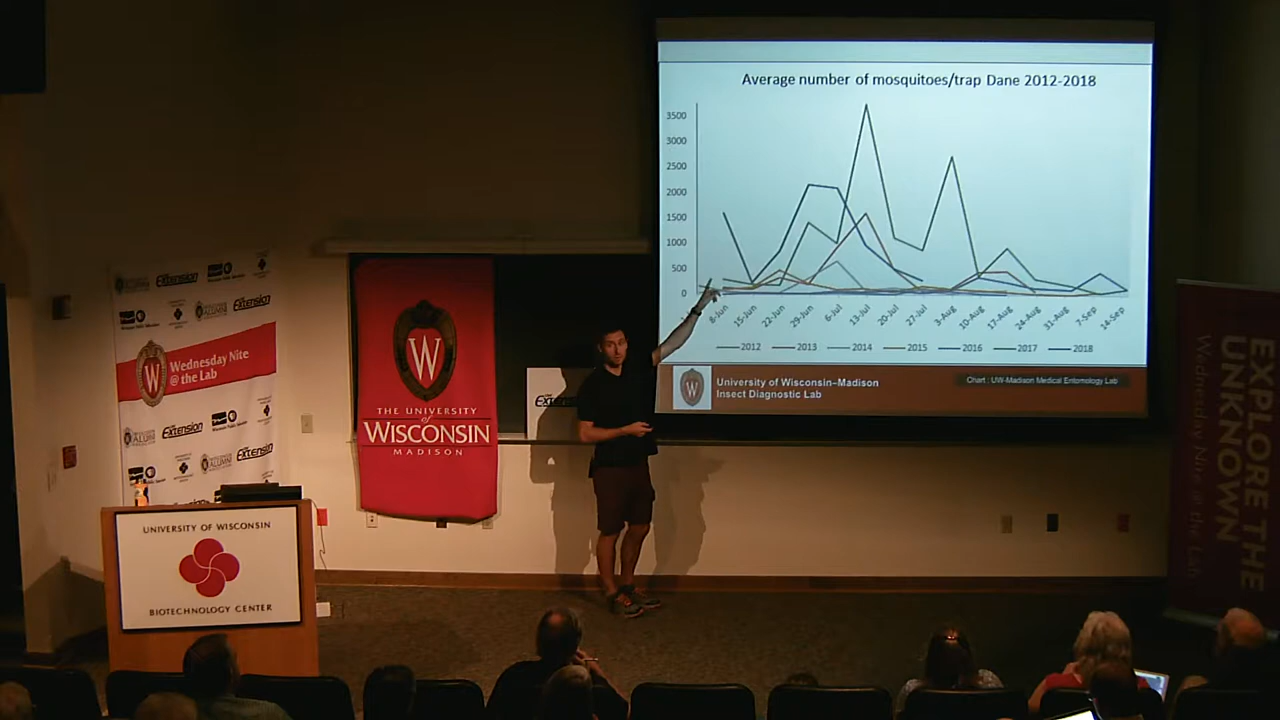 Average number of mosquitoes/trap Dane 2012-2018
3500
3000
2500
2000
1500
1000
500
0
8-Jun
15-Jun
22-Jun
29-Jun
6-Jul
13-Jul
20-Jul
27-Jul
3-Aug
10-Aug
17-Aug
24-Aug
31-Aug
7-Sep
14-Sep
2012
2013
2014
2015
2016
2017
2018
University of Wisconsin–Madison
Insect Diagnostic Lab
Chart : UW-Madison Medical Entomology Lab
Extension
Wednesday Nite
@ the Lab
W
W
THE UNIVERSITY
of
WISCONSIN
MADISON
UNIVERSITY OF WISCONSIN
BIOTECHNOLOGY CENTER
EXPLORE THE
UNKNOWN
Wednesday Nite at the Lab